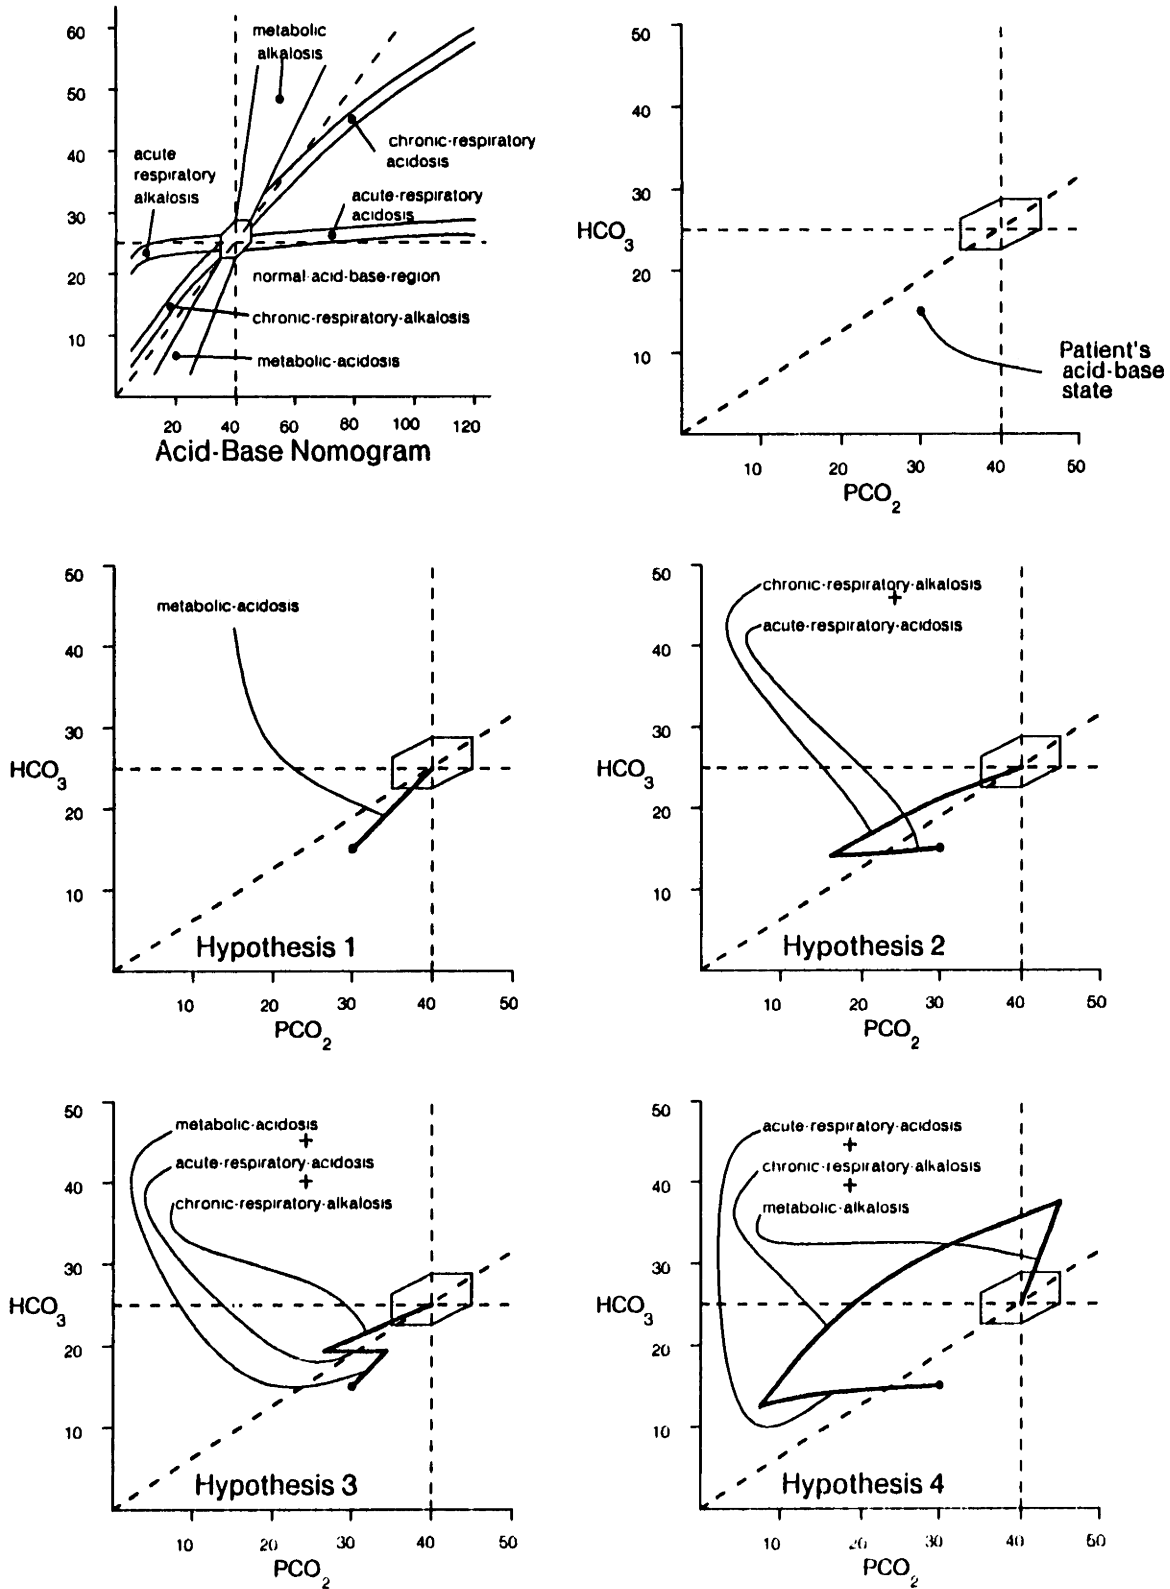 60
50
40
30
20
10
metabolic
alkalosis
acute
respiratory
alkalosis
chronic-respiratory
acidosis
acute-respiratory
acidosis
normal acid-base-region
chronic-respiratory-alkalosis
metabolic-acidosis
20 40 60 80 100 120
Acid-Base Nomogram
50
40
30
HCO3
20
10
Patient's
acid-base
state
10 20 30 40 50
PCO2
50
metabolic-acidosis
40
30
HCO3
20
10
Hypothesis 1
10 20 30 40 50
PCO2
50
chronic-respiratory-alkalosis
+
acute-respiratory-acidosis
40
30
HCO3
20
10
Hypothesis 2
10 20 30 40 50
PCO2
50
metabolic-acidosis
+
acute-respiratory-acidosis
+
40
chronic-respiratory-alkalosis
30
HCO3
20
10
Hypothesis 3
10 20 30 40 50
PCO2
50
acute-respiratory-acidosis
+
chronic-respiratory-alkalosis
+
40
metabolic-alkalosis
30
HCO3
20
10
Hypothesis 4
10 20 30 40 50
PCO2